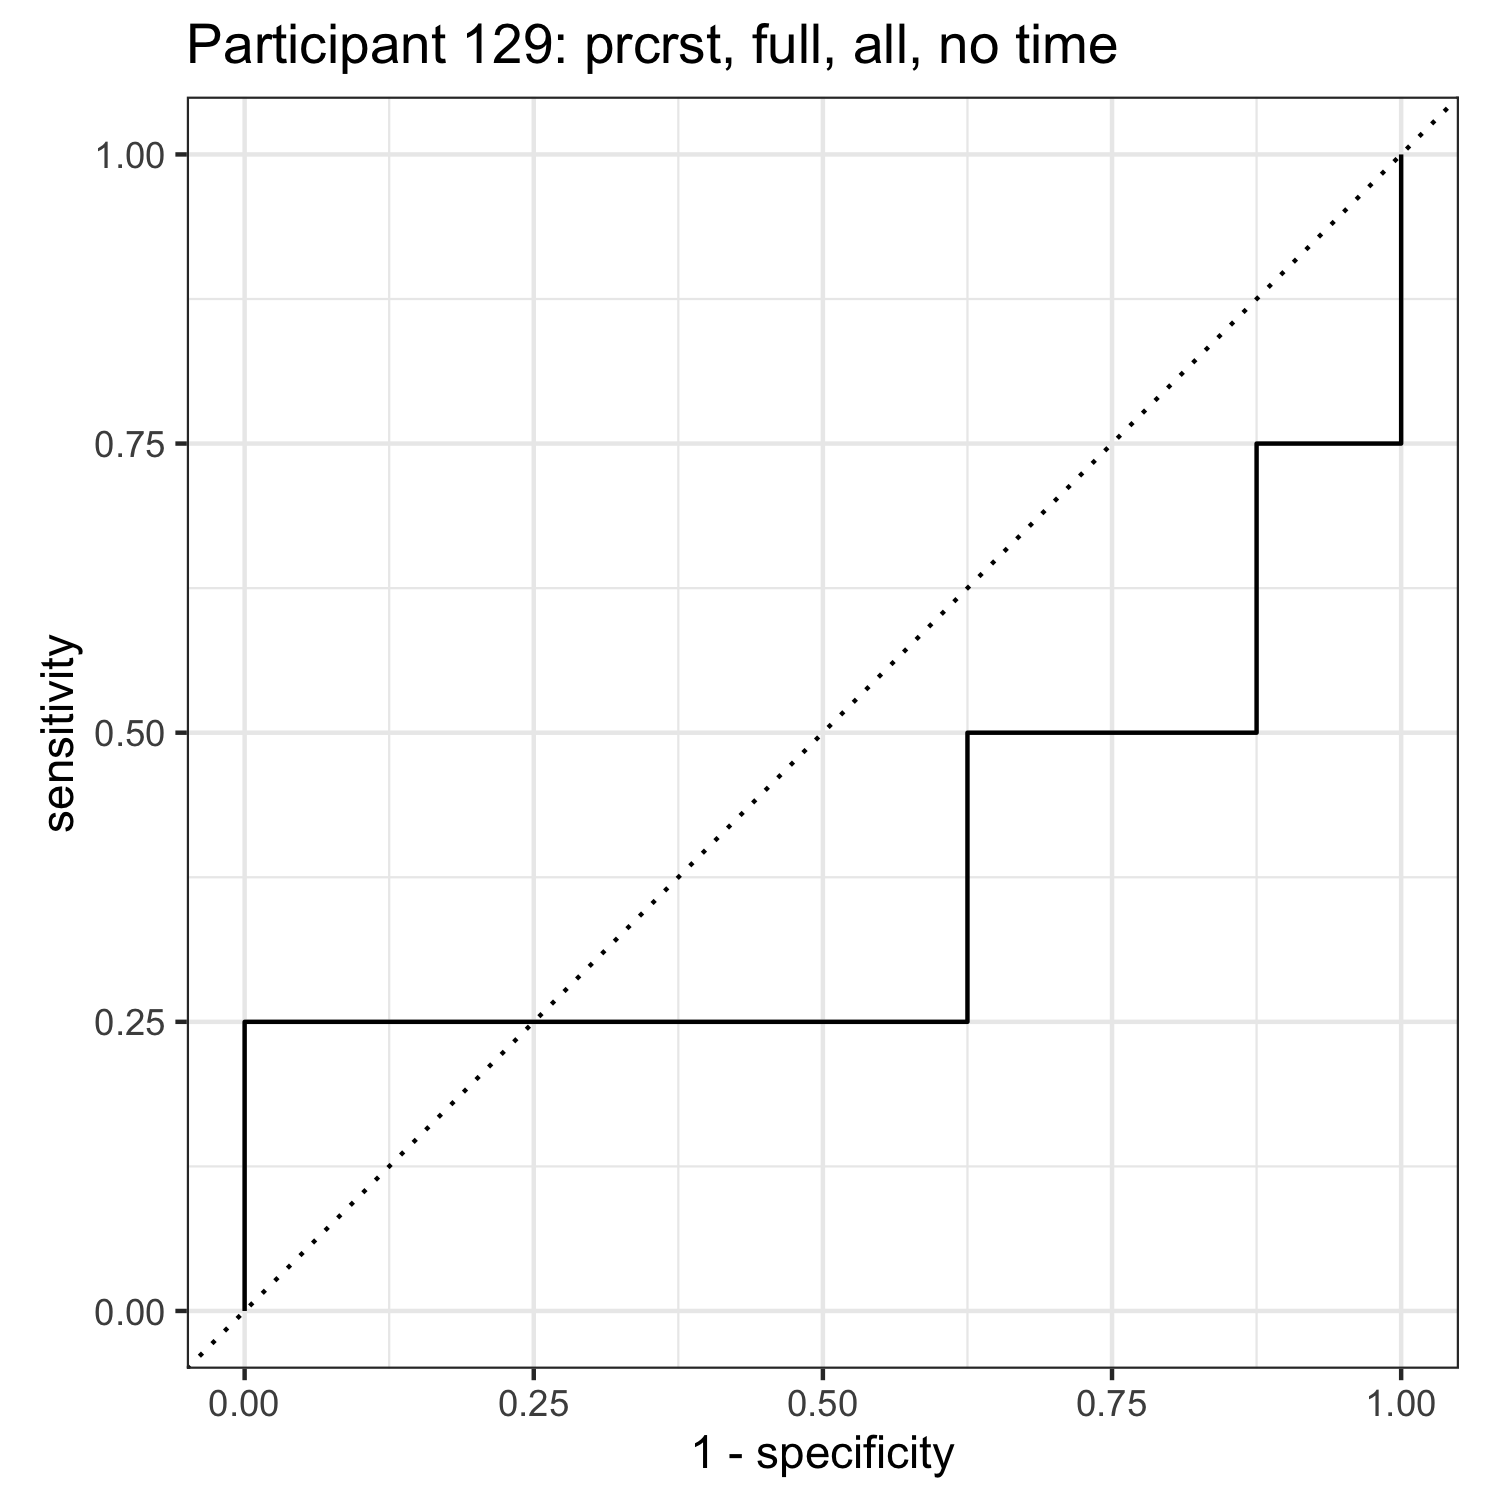 Participant 129: prcrst, full, all, no time
1.00
0.75
0.50
0.25
0.00
sensitivity
0.00 0.25 0.50 0.75 1.00
1 - specificity